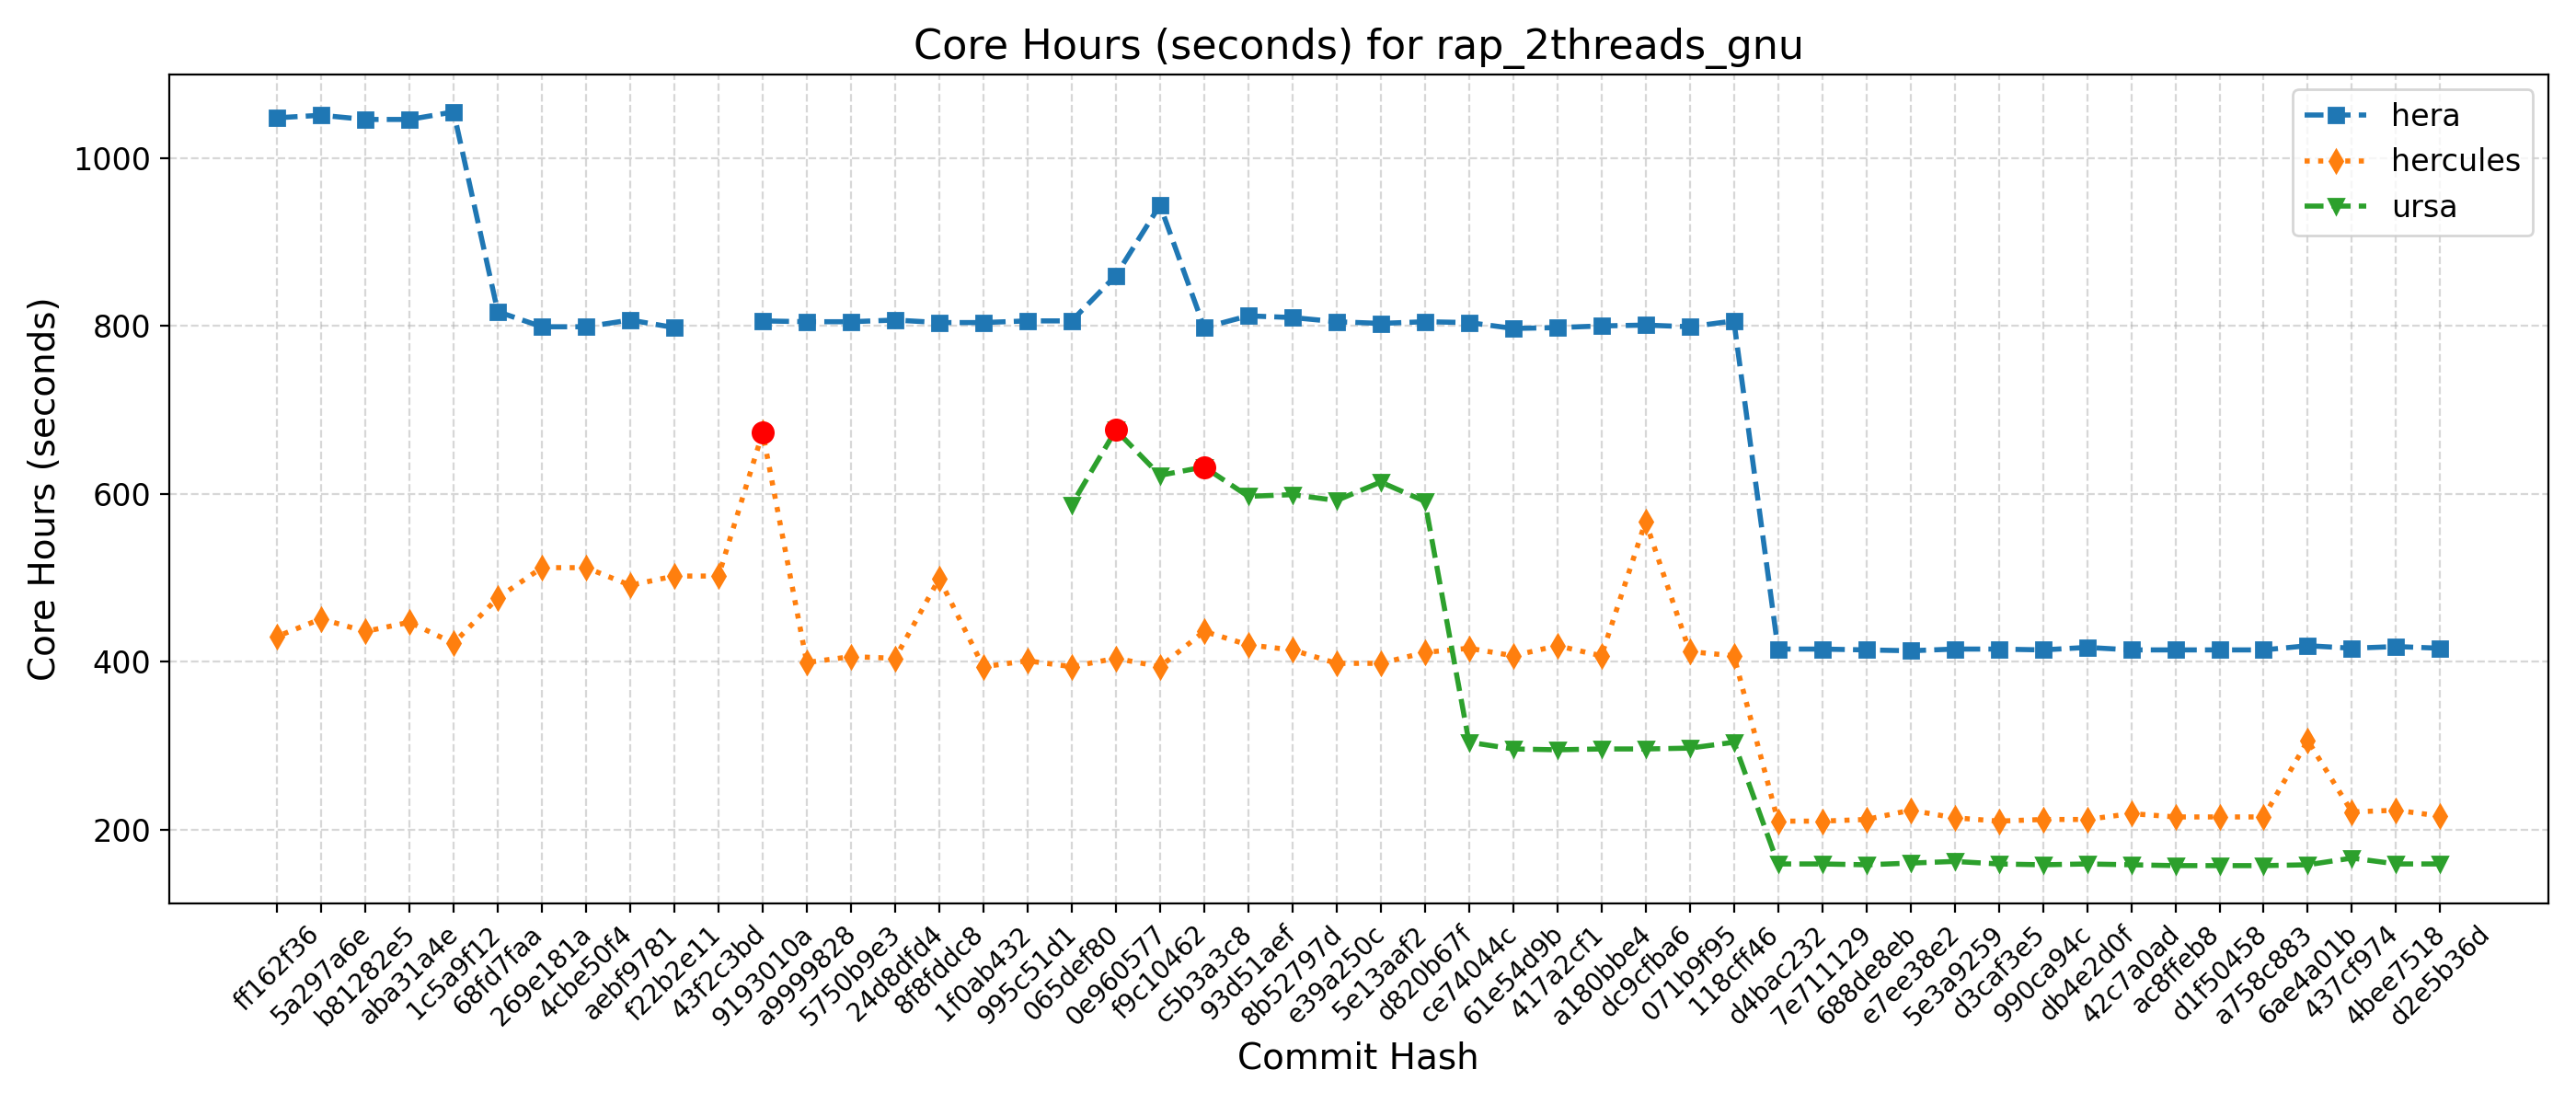 Core Hours (seconds) for rap_2threads_gnu
Core Hours (seconds)
1000
800
600
400
200
hera
hercules
ursa
ff162f36
5a297a6e
b81282e5
aba31a4e
1c5a9f12
68fd7faa
269e181a
4cbe50f4
aebf9781
f22b2e11
43f2c3bd
9193010a
a9999828
5750b9e3
24d8dfd4
8f8fddc8
1f0ab432
995c51d1
065def80
0e960577
f9c10462
c5b3a3c8
93d51aef
8b52797d
e39a250c
5e13aaf2
d820b67f
ce74044c
61e54d9b
417a2cf1
a180bbe4
dc9cfba6
071b9f95
118cff46
d4bac232
7e711129
688de8eb
e7ee38e2
5e3a9259
d3caf3e5
990ca94c
db4e2d0f
42c7a0ad
ac8ffeb8
d1f50458
a758c883
6ae4a01b
437cf974
4bee7518
d2e5b36d
Commit Hash